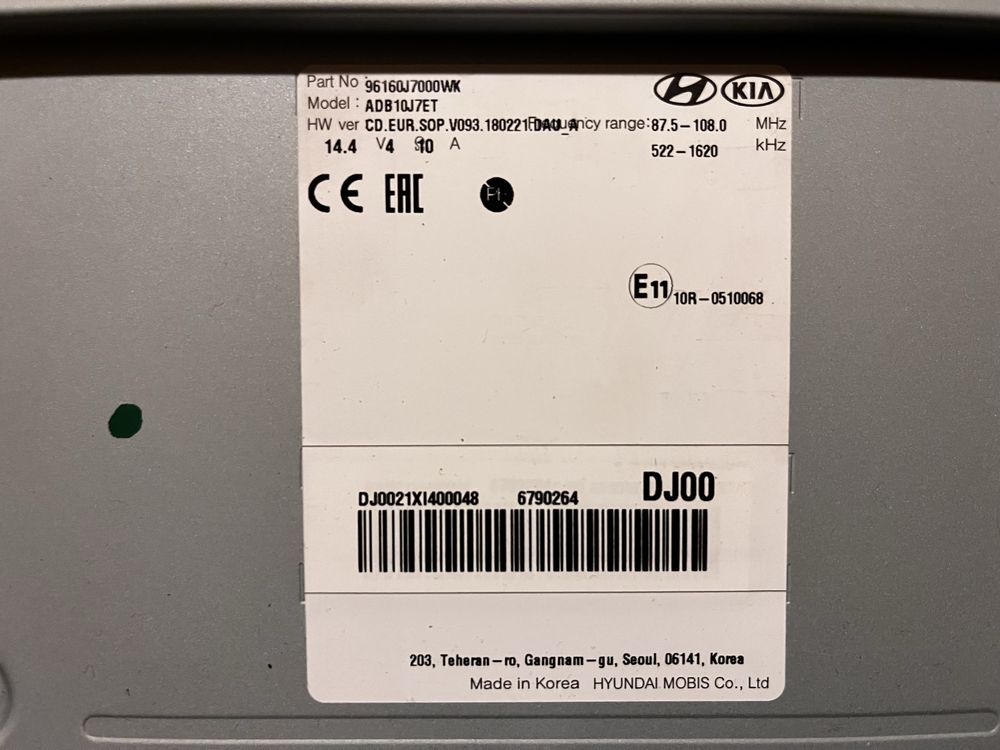 Part No : 96160J7000WK
KIA
Model : ADB10J7ET
HW ver CD.EUR.SOP.V093.180221.DAU_A Frequency range: 87.5-108.0 MHz
14.4 V 4 10 A 522-1620 kHz
CE EAC
E11 10R-0510068
DJ0021XI400048 6790264 DJ00
203, Teheran-ro, Gangnam-gu, Seoul, 06141, Korea
Made in Korea HYUNDAI MOBIS Co., Ltd